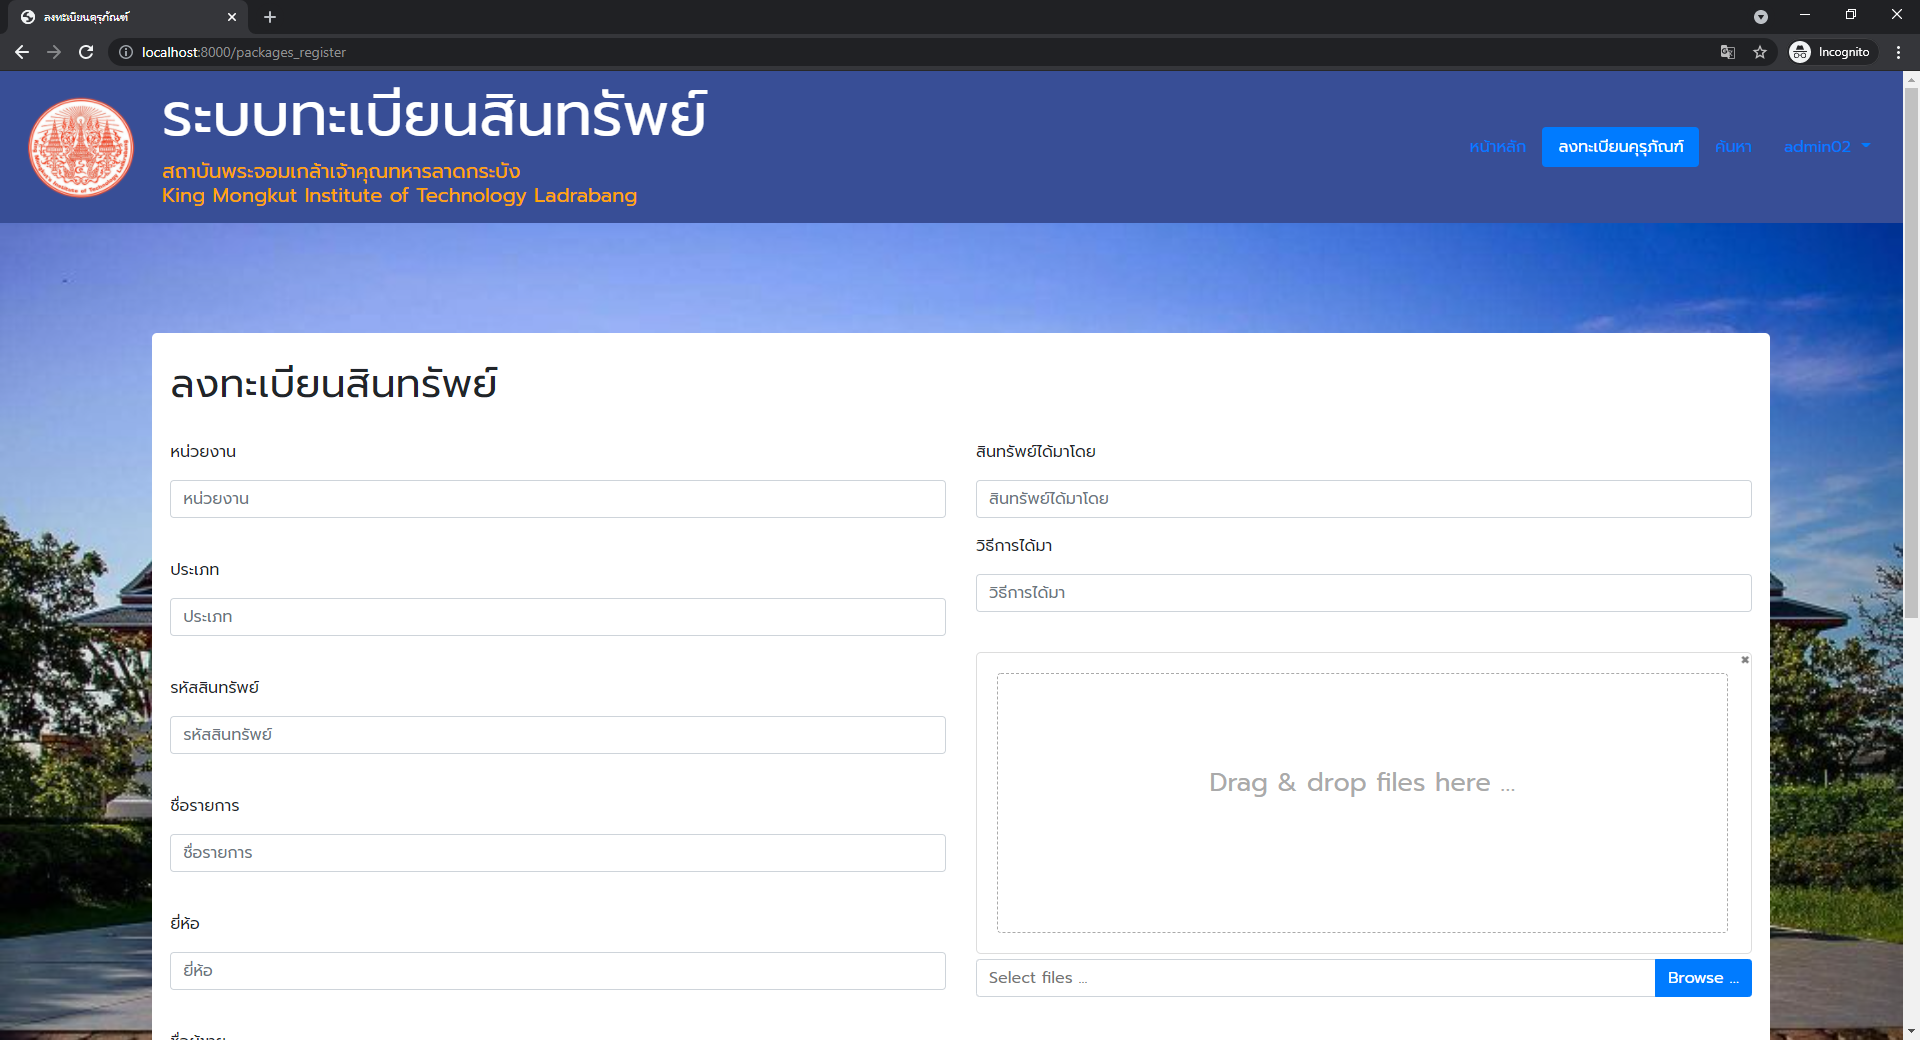 ลงทะเบียนคุรุภัณฑ์
localhost:8000/packages_register
Incognito
ระบบทะเบียนสินทรัพย์
สถาบันพระจอมเกล้าเจ้าคุณทหารลาดกระบัง
King Mongkut Institute of Technology Ladrabang
หน้าหลัก
ลงทะเบียนคุรุภัณฑ์
ค้นหา
admin02
ลงทะเบียนสินทรัพย์
หน่วยงาน
หน่วยงาน
ประเภท
ประเภท
รหัสสินทรัพย์
รหัสสินทรัพย์
ชื่อรายการ
ชื่อรายการ
ยี่ห้อ
ยี่ห้อ
สินทรัพย์ได้มาโดย
สินทรัพย์ได้มาโดย
วิธีการได้มา
วิธีการได้มา
Drag & drop files here ...
Select files ...
Browse ...